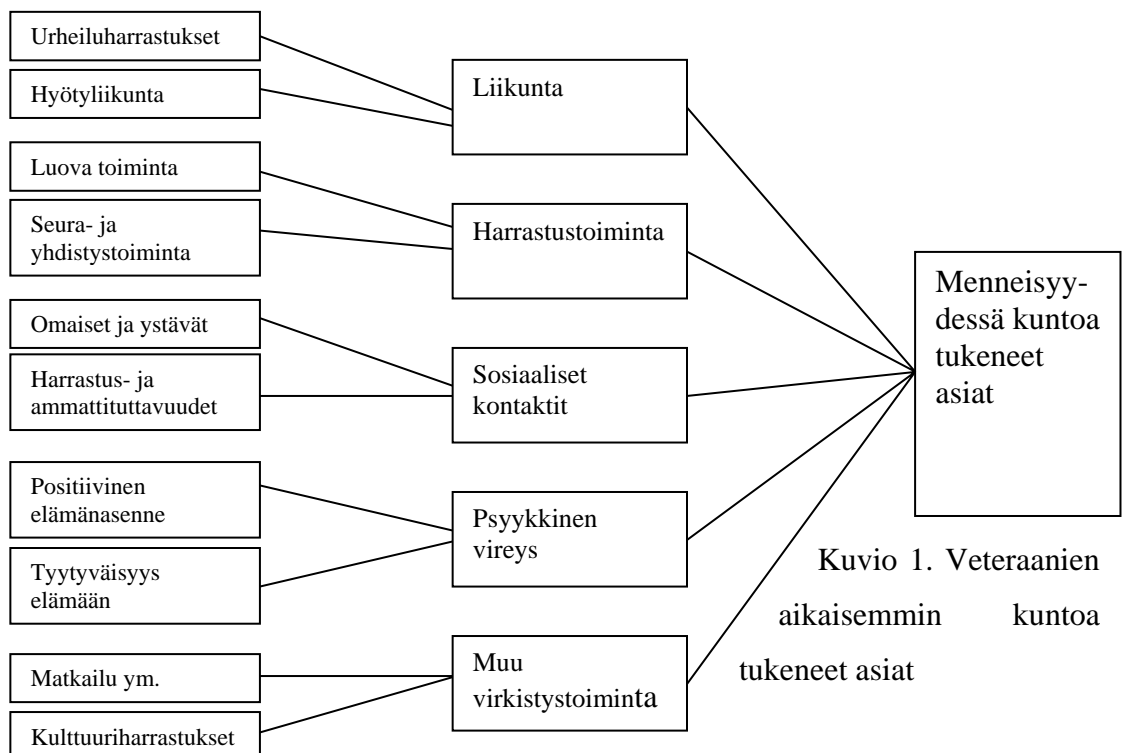 Urheiluharrastukset
Hyötyliikunta
Luova toiminta
Seura- ja
yhdistystoiminta
Omaiset ja ystävät
Harrastus- ja
ammattituttavuudet
Positiivinen
elämänasenne
Tyytyväisyys
elämään
Matkailu ym.
Kulttuuriharrastukset
Liikunta
Harrastustoiminta
Sosiaaliset
kontaktit
Psyykkinen
vireys
Muu
virkistystoiminta
Menneisyy-
dessä kuntoa
tukeneet
asiat
Kuvio 1. Veteraanien
aikaisemmin kuntoa
tukeneet asiat